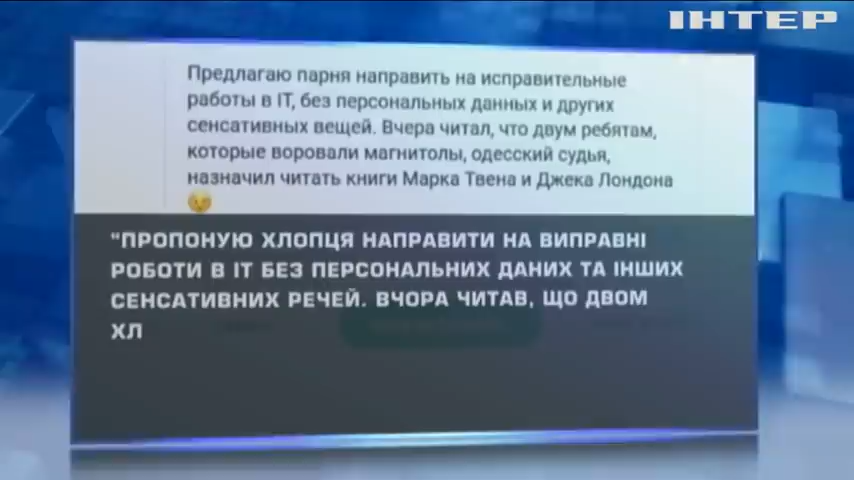 ІНТЕР
Предлагаю парня направить на исправительные
работы в IT, без персональных данных и других
сенсативных вещей. Вчера читал, что двум ребятам,
которые воровали магнитолы, одесский судья,
назначил читать книги Марка Твена и Джека Лондона
"ПРОПОНУЮ ХЛОПЦЯ НАПРАВИТИ НА ВИПРАВНІ
РОБОТИ В ІТ БЕЗ ПЕРСОНАЛЬНИХ ДАНИХ ТА ІНШИХ
СЕНСАТИВНИХ РЕЧЕЙ. ВЧОРА ЧИТАВ, ЩО ДВОМ
ХЛ